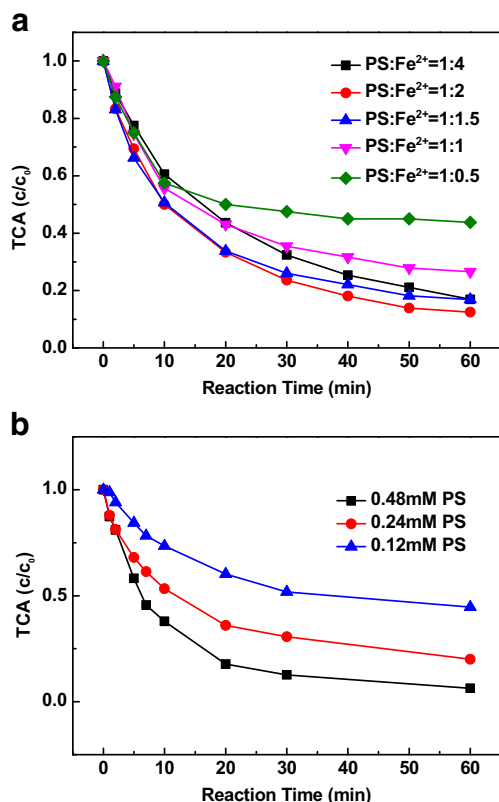 a
1.0
0.8
0.6
0.4
0.2
0.0
TCA (c/c₀)
PS:Fe²⁺=1:4
PS:Fe²⁺=1:2
PS:Fe²⁺=1:1.5
PS:Fe²⁺=1:1
PS:Fe²⁺=1:0.5
0 10 20 30 40 50 60
Reaction Time (min)
b
1.0
0.5
0.0
TCA (c/c₀)
0.48mM PS
0.24mM PS
0.12mM PS
0 10 20 30 40 50 60
Reaction Time (min)